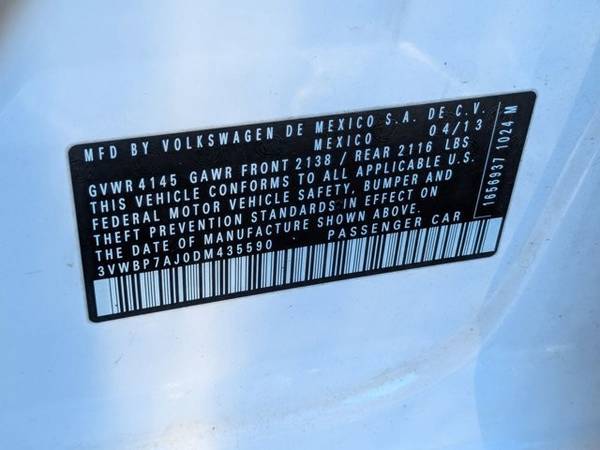 MFD BY VOLKSWAGEN DE MEXICO S.A. DE C.V.
MEXICO 04/13
GVWR 4145 GAWR FRONT 2138 / REAR 2116 LBS
THIS VEHICLE CONFORMS TO ALL APPLICABLE U.S.
FEDERAL MOTOR VEHICLE SAFETY, BUMPER AND
THEFT PREVENTION STANDARDS IN EFFECT ON
THE DATE OF MANUFACTURE SHOWN ABOVE.
3VWBP7AJ0DM435590 PASSENGER CAR
1656937 1024 M